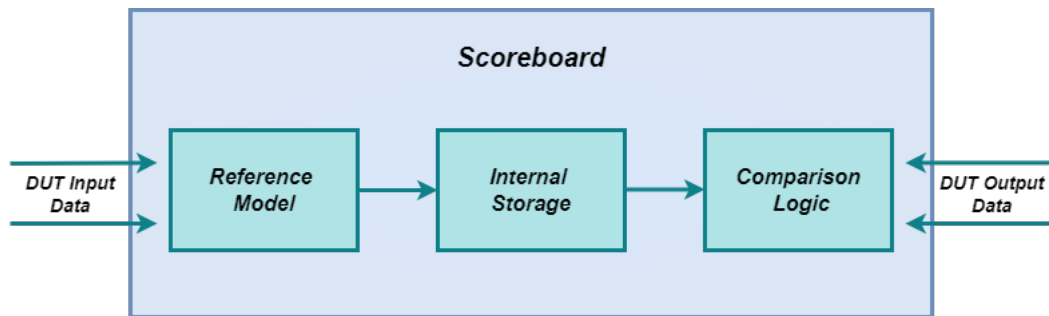 Scoreboard
DUT Input
Data
Reference
Model
Internal
Storage
Comparison
Logic
DUT Output
Data